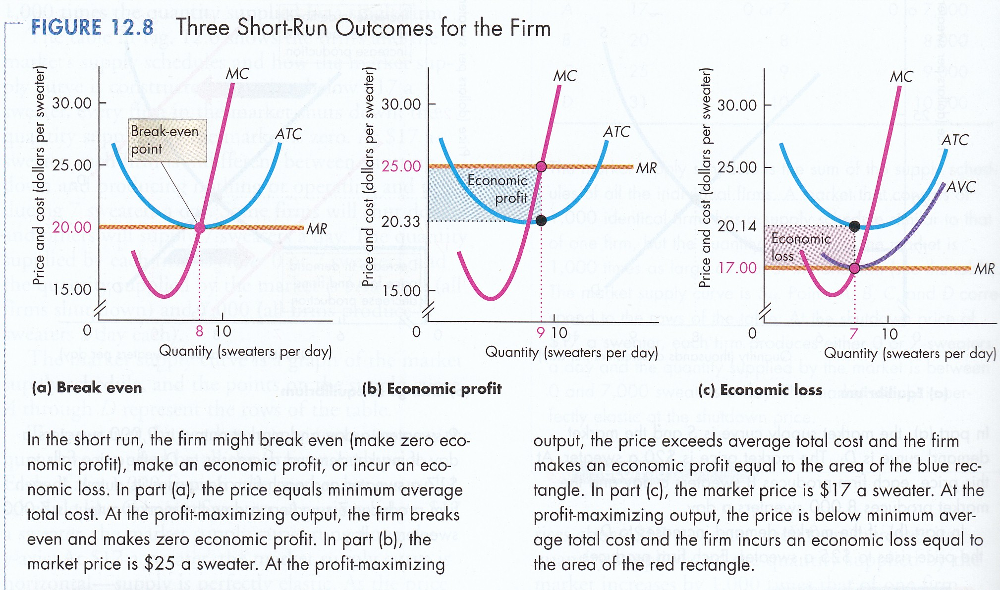 FIGURE 12.8 Three Short-Run Outcomes for the Firm
Price and cost (dollars per sweater)
30.00
25.00
20.00
15.00
0
8
10
MC
ATC
MR
Break-even
point
Quantity (sweaters per day)
(a) Break even
Price and cost (dollars per sweater)
30.00
25.00
20.33
15.00
0
9
10
MC
ATC
MR
Economic
profit
Quantity (sweaters per day)
(b) Economic profit
Price and cost (dollars per sweater)
30.00
25.00
20.14
17.00
0
7
10
MC
ATC
AVC
MR
Economic
loss
Quantity (sweaters per day)
(c) Economic loss
In the short run, the firm might break even (make zero eco-
nomic profit), make an economic profit, or incur an eco-
nomic loss. In part (a), the price equals minimum average
total cost. At the profit-maximizing output, the firm breaks
even and makes zero economic profit. In part (b), the
market price is $25 a sweater. At the profit-maximizing
output, the price exceeds average total cost and the firm
makes an economic profit equal to the area of the blue rec-
tangle. In part (c), the market price is $17 a sweater. At the
profit-maximizing output, the price is below minimum aver-
age total cost and the firm incurs an economic loss equal to
the area of the red rectangle.